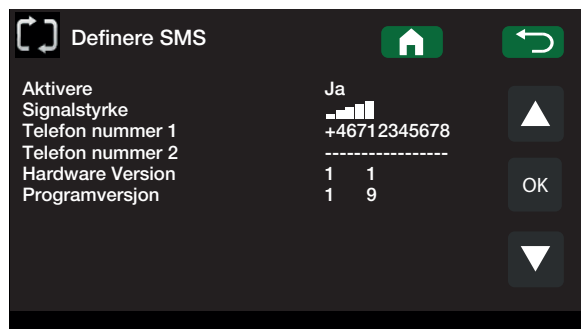 Definere SMS
Aktivere Ja
Signalstyrke
Telefon nummer 1 +46712345678
Telefon nummer 2 -----------------
Hardware Version 1 1
Programversjon 1 9
OK